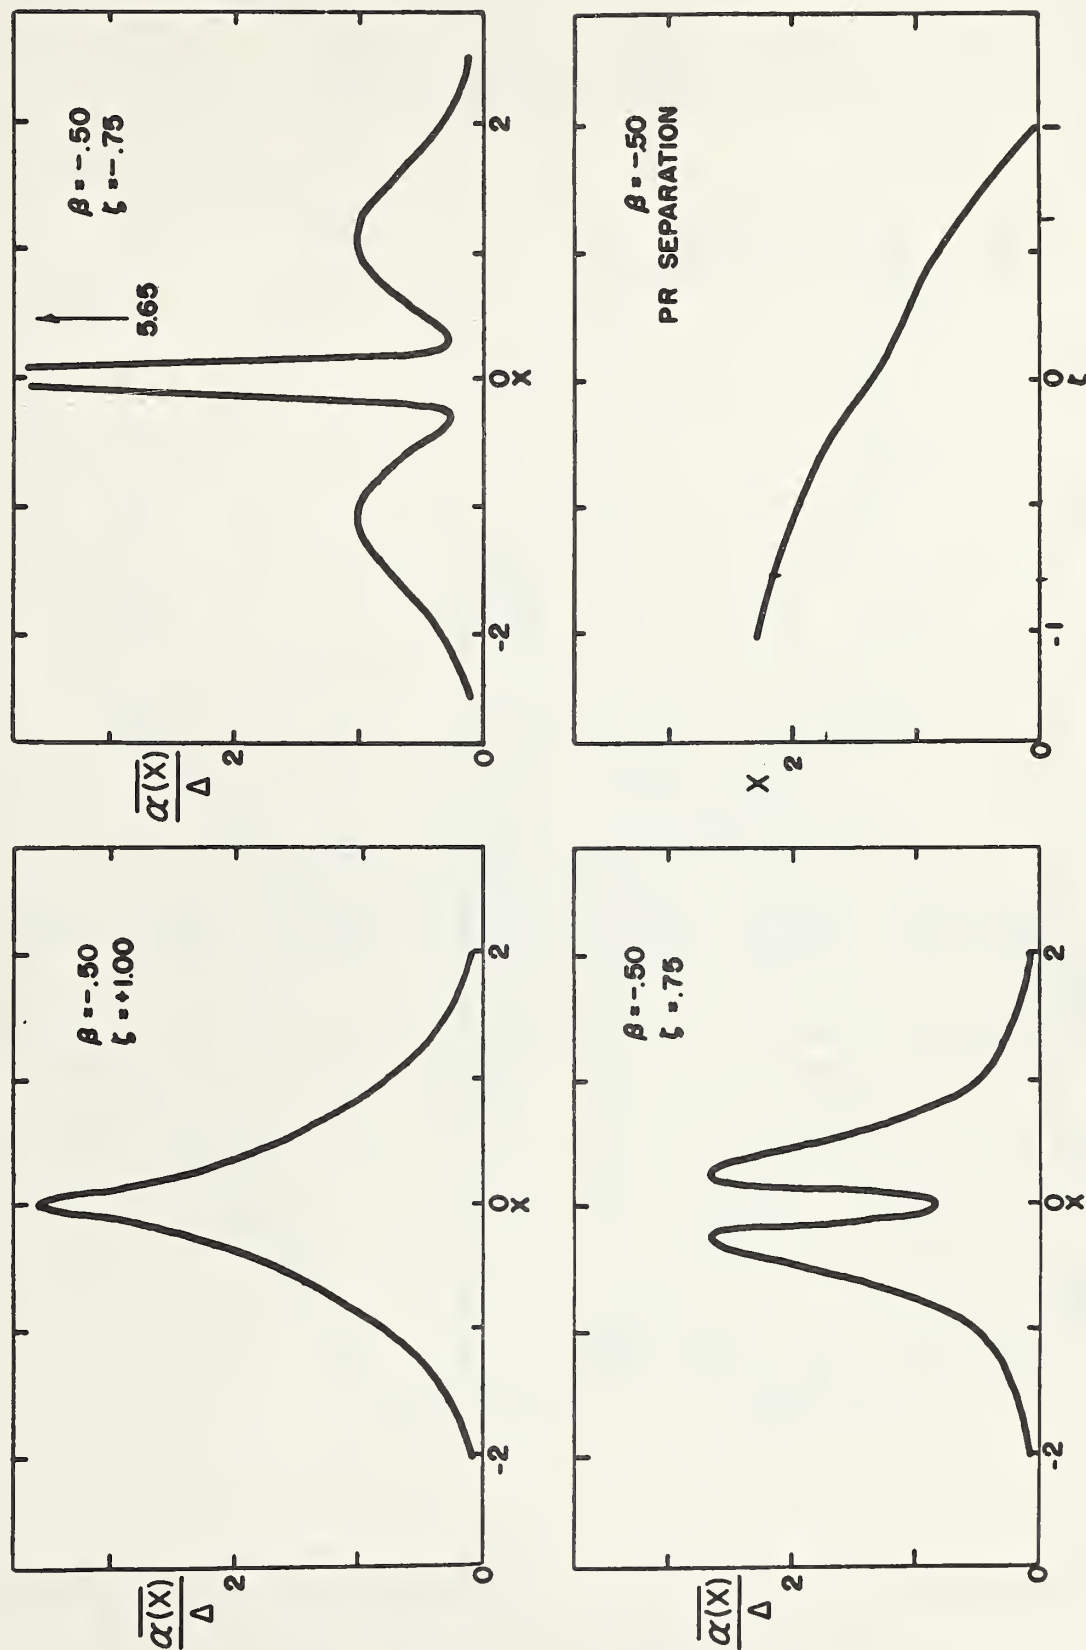 β = -.50
ζ = +1.00
α(X)
Δ
2
0
-2
0
2
X
β = -.50
ζ = -.75
5.65
α(X)
Δ
2
0
-2
0
2
X
β = -.50
ζ = .75
α(X)
Δ
2
0
-2
0
2
X
β = -.50
PR SEPARATION
X
2
0
-1
0
1
ζ